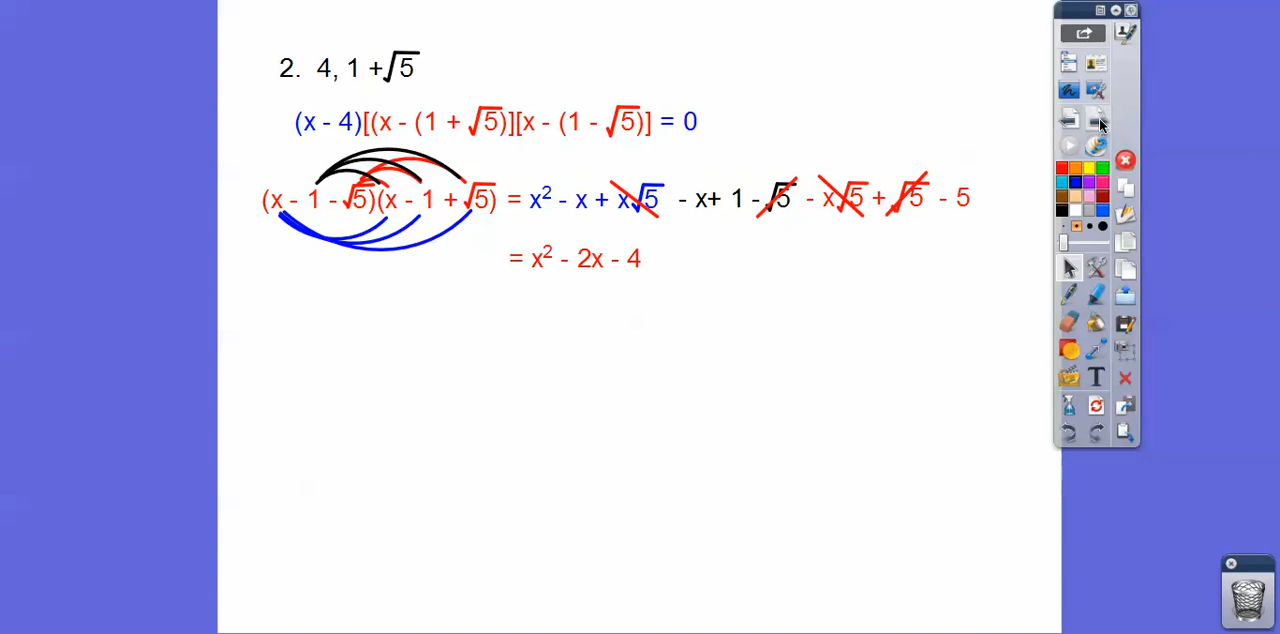 2. 4, 1 +√5
(x - 4)[(x - (1 + √5)][x - (1 - √5)] = 0
(x - 1 - √5)(x - 1 + √5) = x² - x + x√5 - x+ 1 -√5 - x√5 + √5 - 5
= x² - 2x - 4